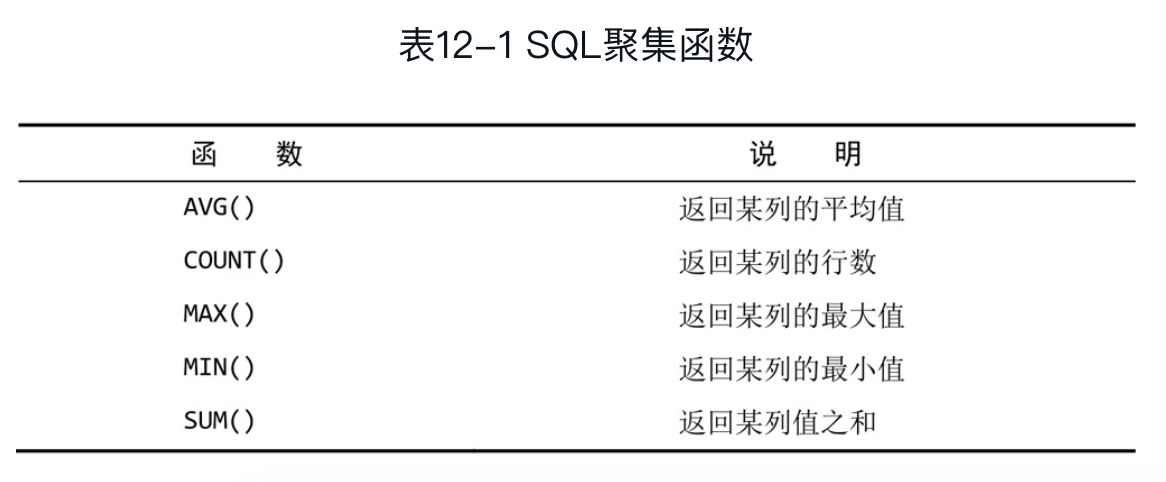 表12-1 SQL聚集函数
函 数 说 明
AVG() 返回某列的平均值
COUNT() 返回某列的行数
MAX() 返回某列的最大值
MIN() 返回某列的最小值
SUM() 返回某列值之和